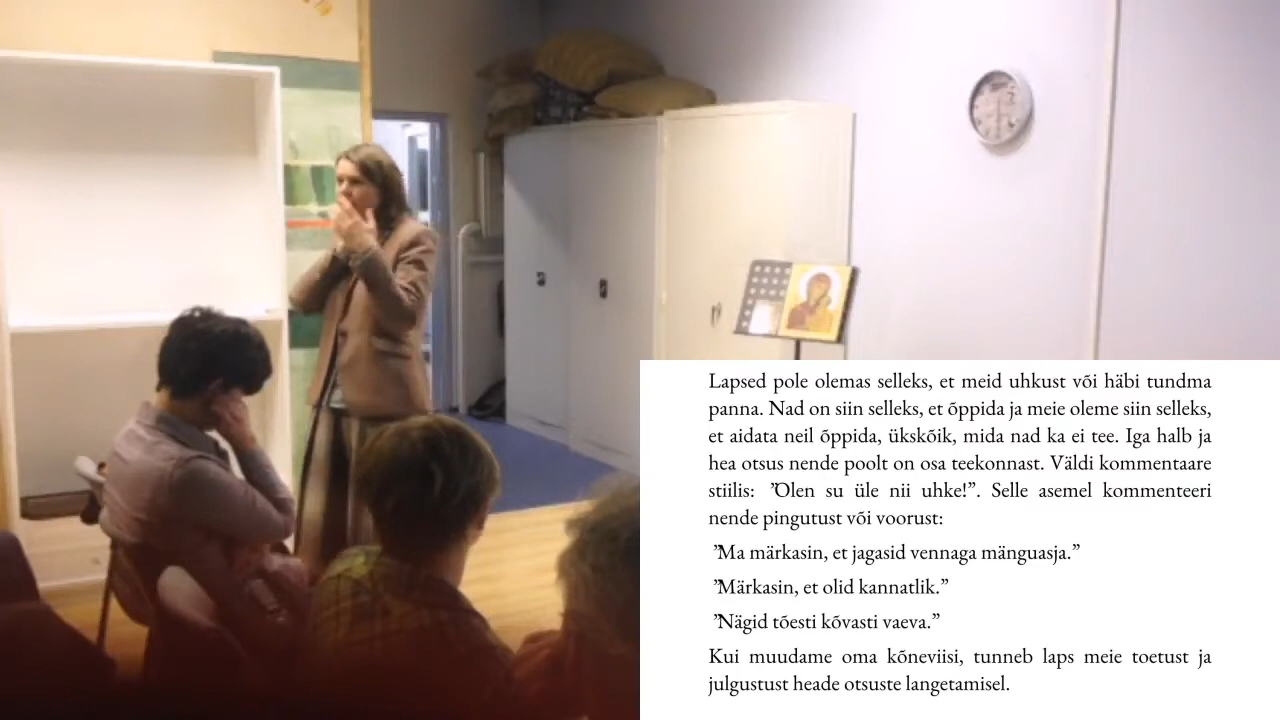 Lapsed pole olemas selleks, et meid uhkust või häbi tundma
panna. Nad on siin selleks, et õppida ja meie oleme siin selleks,
et aidata neil õppida, ükskõik, mida nad ka ei tee. Iga halb ja
hea otsus nende poolt on osa teekonnast. Väldi kommentaare
stiilis: ”Olen su üle nii uhke!”. Selle asemel kommenteeri
nende pingutust või voorust:
”Ma märkasin, et jagasid vennaga mänguasja.”
”Märkasin, et olid kannatlik.”
”Nägid tõesti kõvasti vaeva.”
Kui muudame oma kõneviisi, tunneb laps meie toetust ja
julgustust heade otsuste langetamisel.